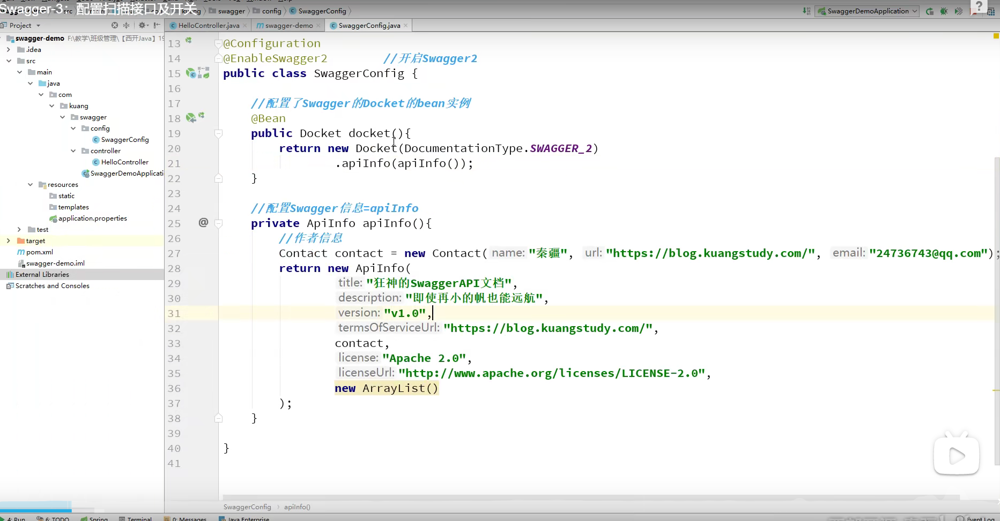 Swagger-3：配置扫描接口及开关
kuang
swagger
config
SwaggerConfig
SwaggerDemoApplication
?
Project
HelloController.java
swagger-demo
SwaggerConfig.java
swagger-demo F:\教学\班级管理\【西开Java】19
.idea
src
main
java
com
kuang
swagger
config
SwaggerConfig
controller
HelloController
SwaggerDemoApplicati
resources
static
templates
application.properties
test
target
pom.xml
swagger-demo.iml
External Libraries
Scratches and Consoles
13 @Configuration
14 @EnableSwagger2 //开启Swagger2
15 public class SwaggerConfig {
16
17 //配置了Swagger的Docket的bean实例
18 @Bean
19 public Docket docket(){
20 return new Docket(DocumentationType.SWAGGER_2)
21 .apiInfo(apiInfo());
22 }
23
24 //配置Swagger信息=apiInfo
25 @ private ApiInfo apiInfo(){
26 //作者信息
27 Contact contact = new Contact( name: "秦疆", url: "https://blog.kuangstudy.com/", email: "24736743@qq.com");
28 return new ApiInfo(
29 title: "狂神的SwaggerAPI文档",
30 description: "即使再小的帆也能远航",
31 version: "v1.0",
32 termsOfServiceUrl: "https://blog.kuangstudy.com/",
33 contact,
34 license: "Apache 2.0",
35 licenseUrl: "http://www.apache.org/licenses/LICENSE-2.0",
36 new ArrayList()
37 );
38 }
39
40 }
41
SwaggerConfig › apiInfo()
4: Run 6: TODO Spring Terminal 0: Messages Java Enterprise Event Log